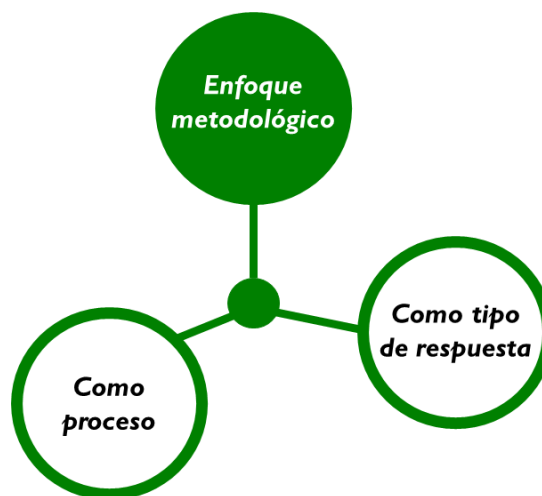 Enfoque
metodológico
Como tipo
de respuesta
Como
proceso